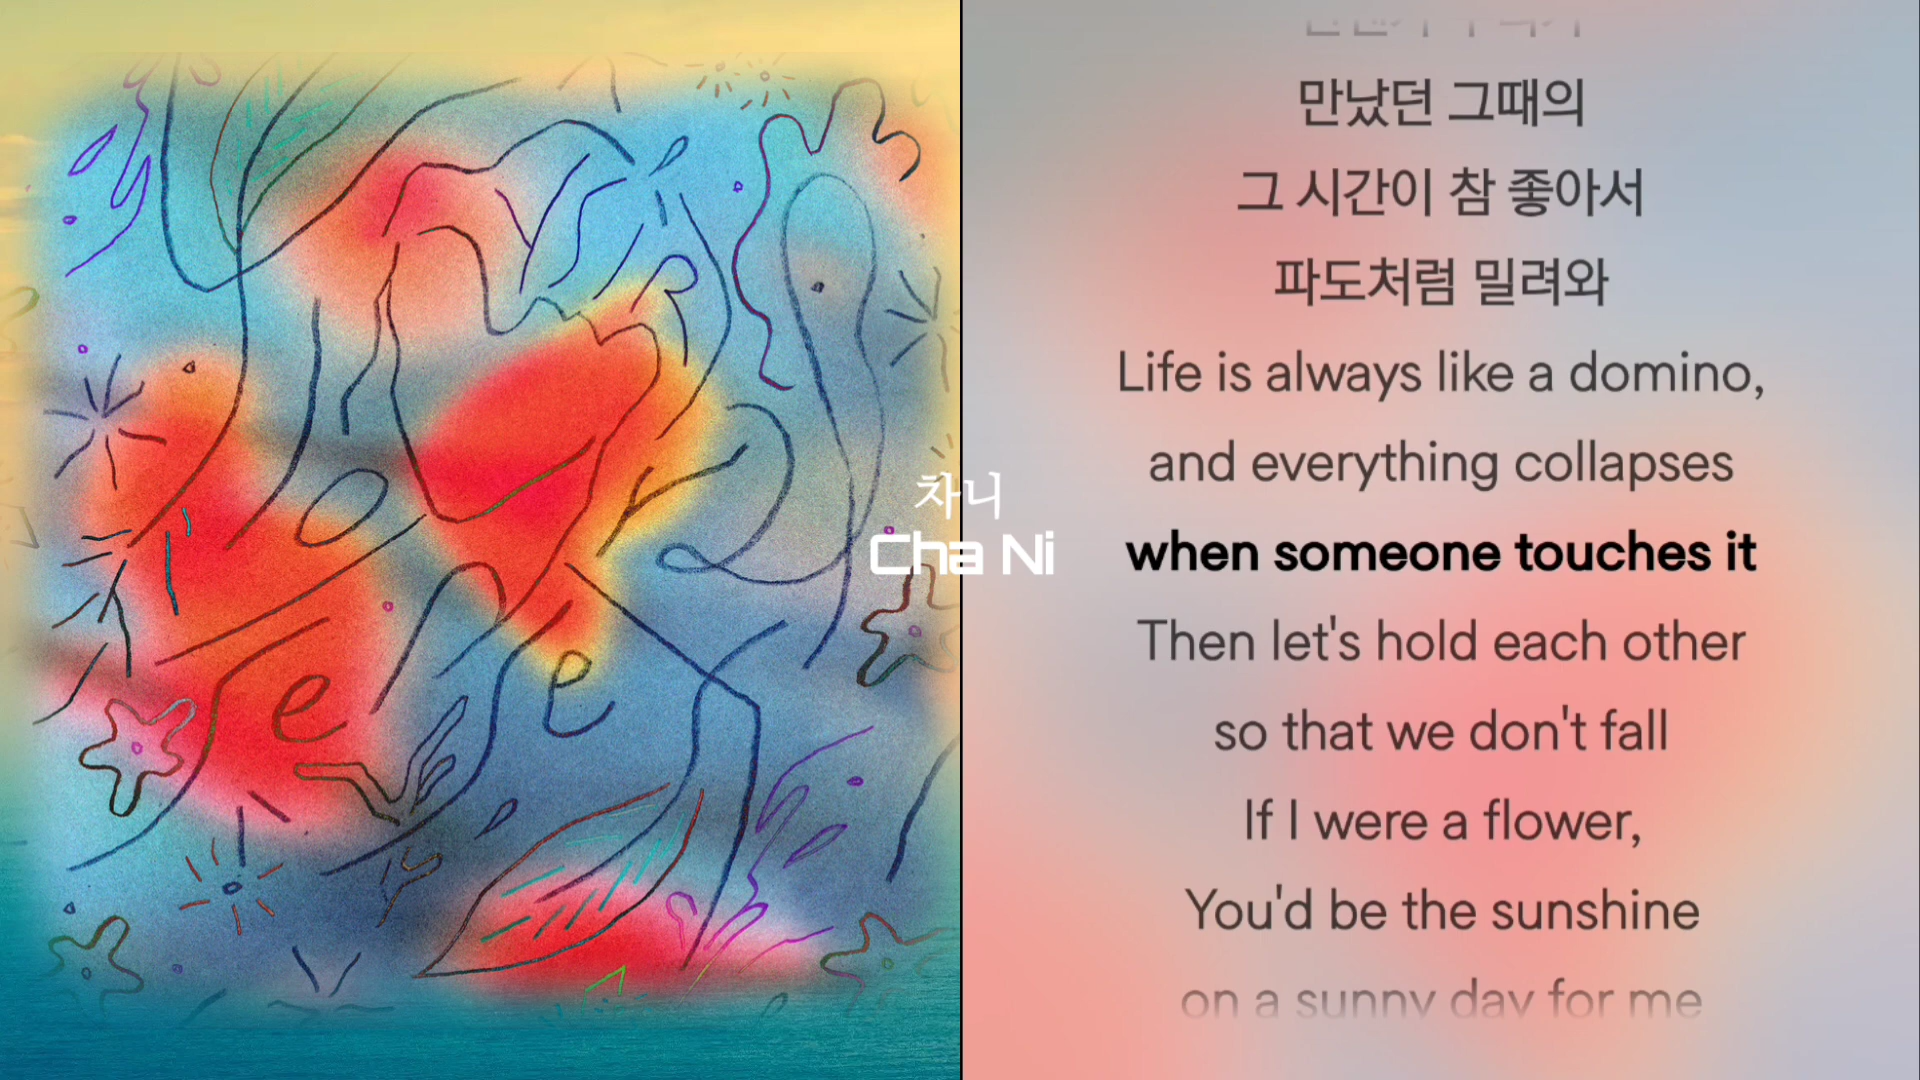 차니
Cha Ni
만났던 그때의
그 시간이 참 좋아서
파도처럼 밀려와
Life is always like a domino,
and everything collapses
when someone touches it
Then let's hold each other
so that we don't fall
If I were a flower,
You'd be the sunshine
on a sunny day for me